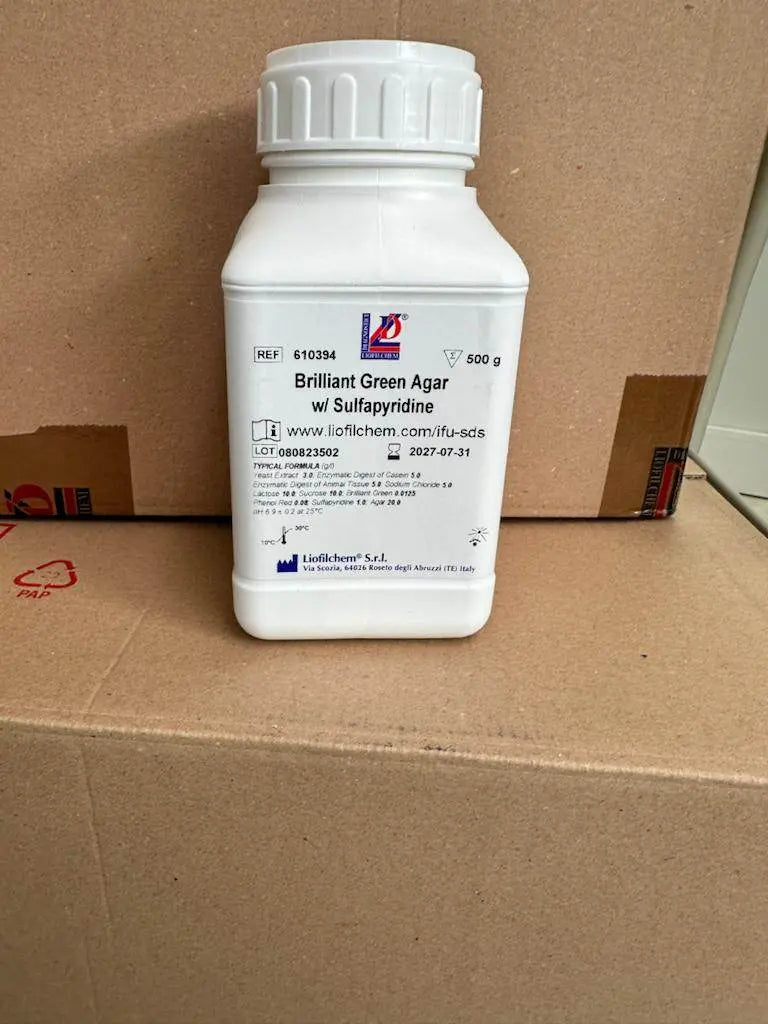 DIAGNOSTICI
LIOFILCHEM
®
REF 610394
Σ 500 g
Brilliant Green Agar
w/ Sulfapyridine
i www.liofilchem.com/ifu-sds
LOT 080823502 2027-07-31
TYPICAL FORMULA (g/l)
Yeast Extract 3.0; Enzymatic Digest of Casein 5.0
Enzymatic Digest of Animal Tissue 5.0; Sodium Chloride 5.0
Lactose 10.0; Sucrose 10.0; Brilliant Green 0.0125
Phenol Red 0.08; Sulfapyridine 1.0; Agar 20.0
pH 6.9 ± 0.2 at 25°C
30°C
10°C
Liofilchem® S.r.l.
Via Scozia, 64026 Roseto degli Abruzzi (TE) Italy
LIOFILCHEM
PAP